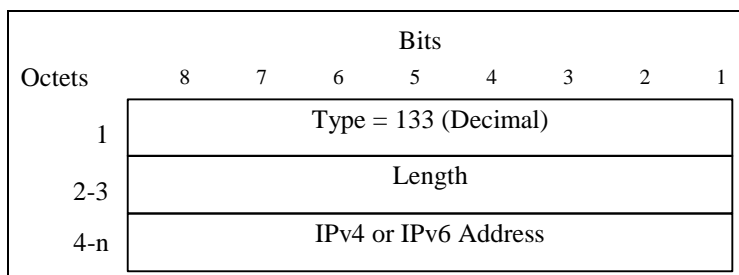 Bits
Octets 8 7 6 5 4 3 2 1
1 Type = 133 (Decimal)
2-3 Length
4-n IPv4 or IPv6 Address